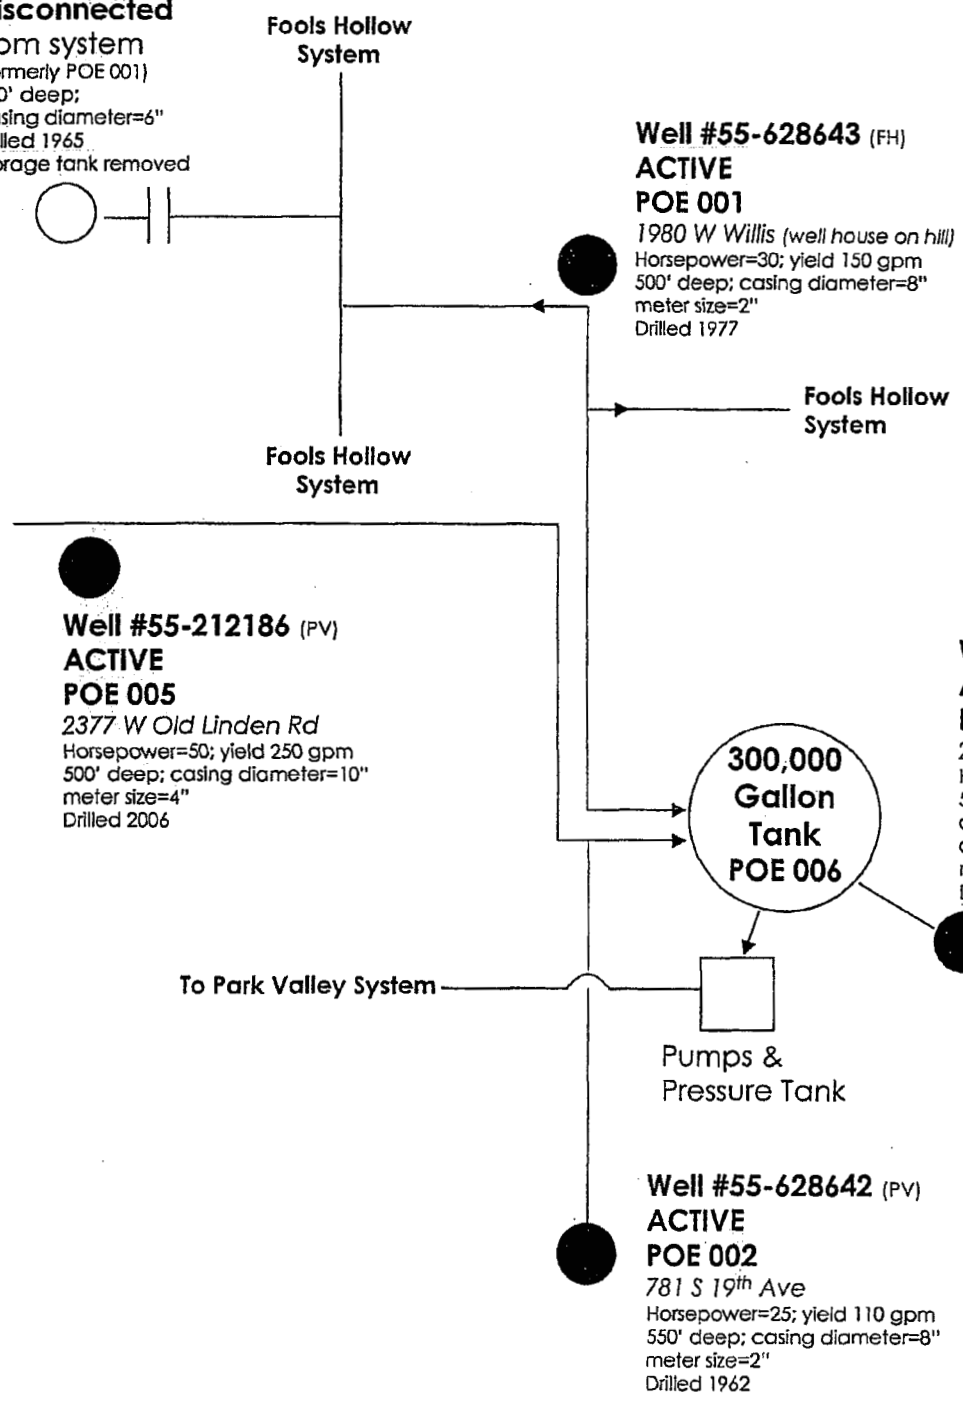 isconnected
om system
rmerly POE 001)
0' deep;
sing diameter=6"
lled 1965
orage tank removed
Fools Hollow
System
Well #55-628643 (FH)
ACTIVE
POE 001
1980 W Willis (well house on hill)
Horsepower=30; yield 150 gpm
500' deep; casing diameter=8"
meter size=2"
Drilled 1977
Fools Hollow
System
Fools Hollow
System
Well #55-212186 (PV)
ACTIVE
POE 005
2377 W Old Linden Rd
Horsepower=50; yield 250 gpm
500' deep; casing diameter=10"
meter size=4"
Drilled 2006
300,000
Gallon
Tank
POE 006
To Park Valley System
Pumps &
Pressure Tank
Well #55-628642 (PV)
ACTIVE
POE 002
781 S 19th Ave
Horsepower=25; yield 110 gpm
550' deep; casing diameter=8"
meter size=2"
Drilled 1962